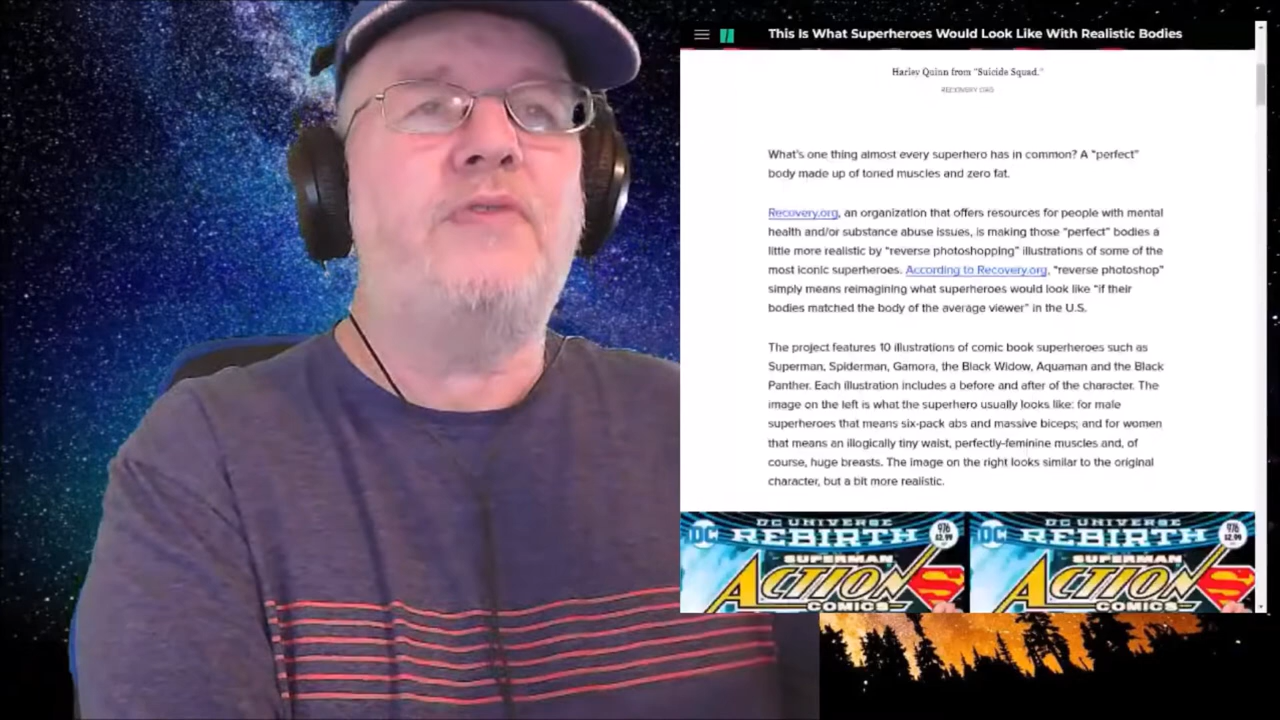 This Is What Superheroes Would Look Like With Realistic Bodies
Harley Quinn from "Suicide Squad."
RECOVERY.ORG
What's one thing almost every superhero has in common? A "perfect"
body made up of toned muscles and zero fat.
Recovery.org, an organization that offers resources for people with mental
health and/or substance abuse issues, is making those "perfect" bodies a
little more realistic by "reverse photoshopping" illustrations of some of the
most iconic superheroes. According to Recovery.org, "reverse photoshop"
simply means reimagining what superheroes would look like "if their
bodies matched the body of the average viewer" in the U.S.
The project features 10 illustrations of comic book superheroes such as
Superman, Spiderman, Gamora, the Black Widow, Aquaman and the Black
Panther. Each illustration includes a before and after of the character. The
image on the left is what the superhero usually looks like: for male
superheroes that means six-pack abs and massive biceps; and for women
that means an illogically tiny waist, perfectly-feminine muscles and, of
course, huge breasts. The image on the right looks similar to the original
character, but a bit more realistic.
DC UNIVERSE DC UNIVERSE
DC REBIRTH 976 DC REBIRTH 976
$2.99 $2.99
SUPERMAN SUPERMAN
ACTION S ACTION S
COMICS COMICS